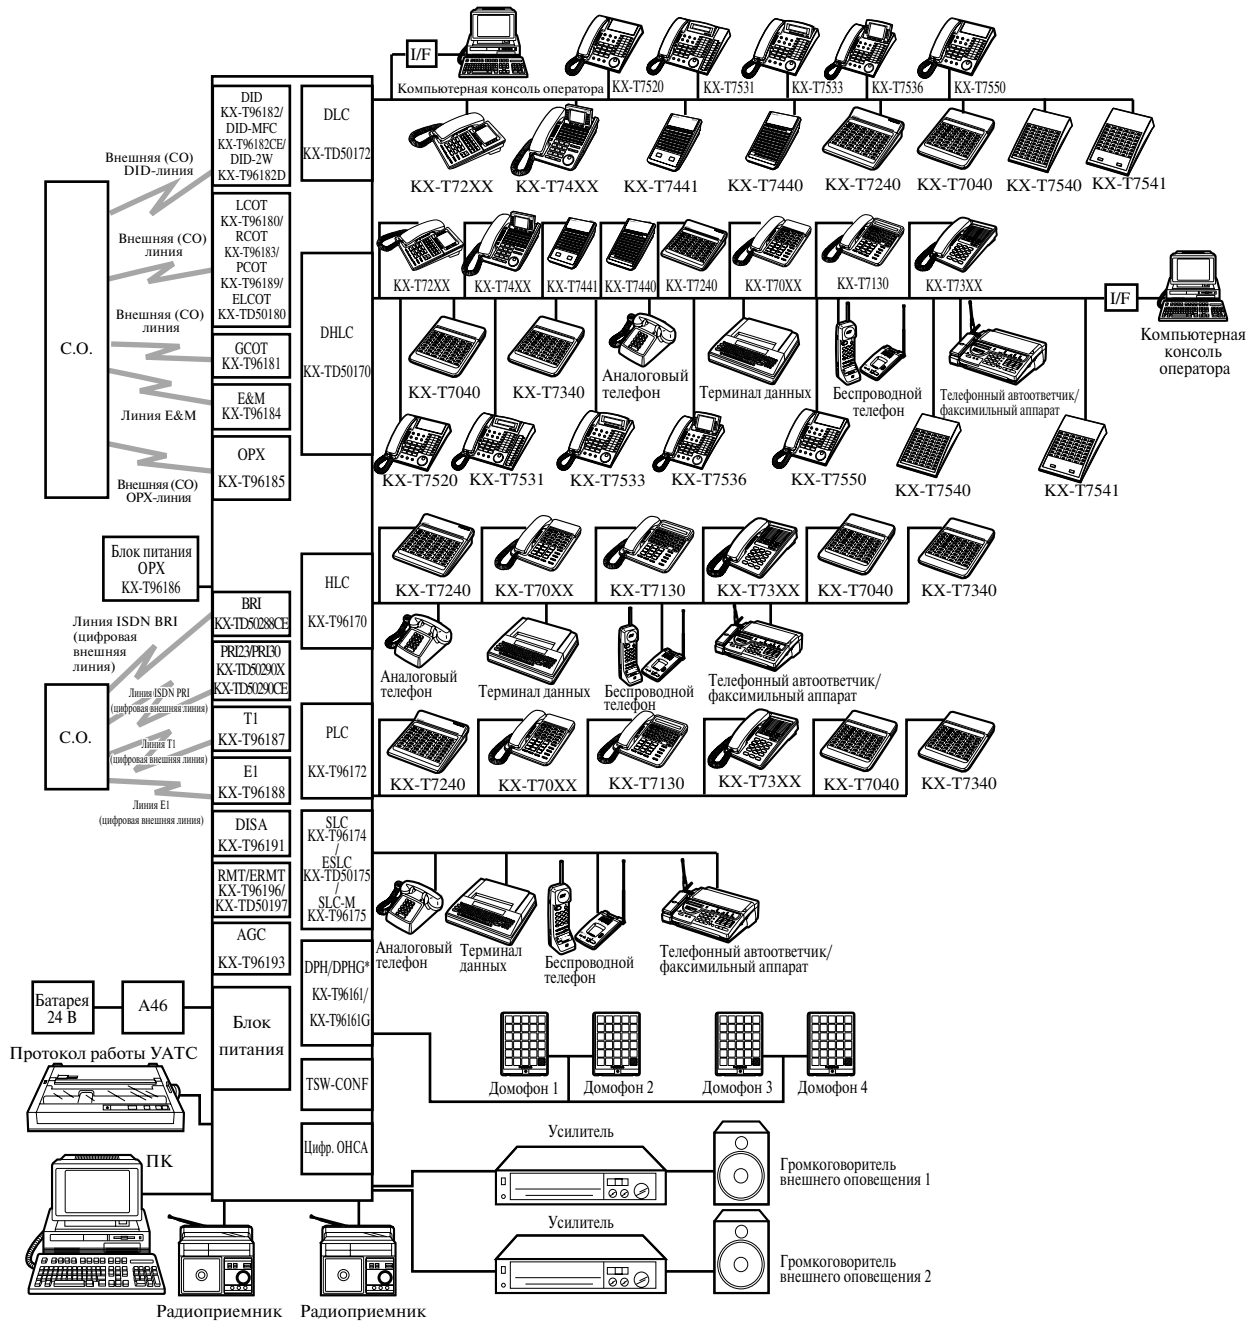 I/F
Компьютерная консоль оператора
KX-T7520
KX-T7531
KX-T7533
KX-T7536
KX-T7550
DID
KX-T96182/
DID-MFC
KX-T96182CE/
DID-2W
KX-T96182D
DLC
KX-TD50172
KX-T72XX
KX-T74XX
KX-T7441
KX-T7440
KX-T7240
KX-T7040
KX-T7540
KX-T7541
Внешняя (CO)
DID-линия
LCOT
KX-T96180/
RCOT
KX-T96183/
PCOT
KX-T96189/
ELCOT
KX-TD50180
Внешняя (CO)
линия
DHLC
KX-TD50170
KX-T72XX
KX-T74XX
KX-T7441
KX-T7440
KX-T7240
KX-T70XX
KX-T7130
KX-T73XX
I/F
Компьютерная
консоль
оператора
Внешняя (CO)
линия
C.O.
GCOT
KX-T96181
KX-T7040
KX-T7340
Аналоговый
телефон
Терминал данных
Беспроводной
телефон
Телефонный автоответчик/
факсимильный аппарат
E&M
KX-T96184
Линия E&M
OPX
KX-T96185
Внешняя (CO)
OPX-линия
KX-T7520
KX-T7531
KX-T7533
KX-T7536
KX-T7550
KX-T7540
KX-T7541
Блок питания
OPX
KX-T96186
HLC
KX-T96170
KX-T7240
KX-T70XX
KX-T7130
KX-T73XX
KX-T7040
KX-T7340
BRI
KX-TD50288CE
Линия ISDN BRI
(цифровая
внешняя
линия)
PRI23/PRI30
KX-TD50290X
KX-TD50290CE
Аналоговый
телефон
Терминал данных
Беспроводной
телефон
Телефонный автоответчик/
факсимильный аппарат
Линия ISDN PRI
(цифровая внешняя линия)
C.O.
T1
KX-T96187
Линия T1
(цифровая внешняя линия)
PLC
KX-T96172
KX-T7240
KX-T70XX
KX-T7130
KX-T73XX
KX-T7040
KX-T7340
E1
KX-T96188
Линия E1
(цифровая внешняя линия)
DISA
KX-T96191
SLC
KX-T96174
/
ESLC
KX-TD50175
/
SLC-M
KX-T96175
RMT/ERMT
KX-T96196/
KX-TD50197
Аналоговый
телефон
Терминал
данных
Беспроводной
телефон
Телефонный автоответчик/
факсимильный аппарат
AGC
KX-T96193
DPH/DPHG*
KX-T96161/
KX-T96161G
Батарея
24 В
A46
Блок
питания
Протокол работы УАТС
TSW-CONF
Домофон 1
Домофон 2
Домофон 3
Домофон 4
Цифр. OHCA
Усилитель
Громкоговоритель
внешнего оповещения 1
ПК
Усилитель
Громкоговоритель
внешнего оповещения 2
Радиоприемник
Радиоприемник